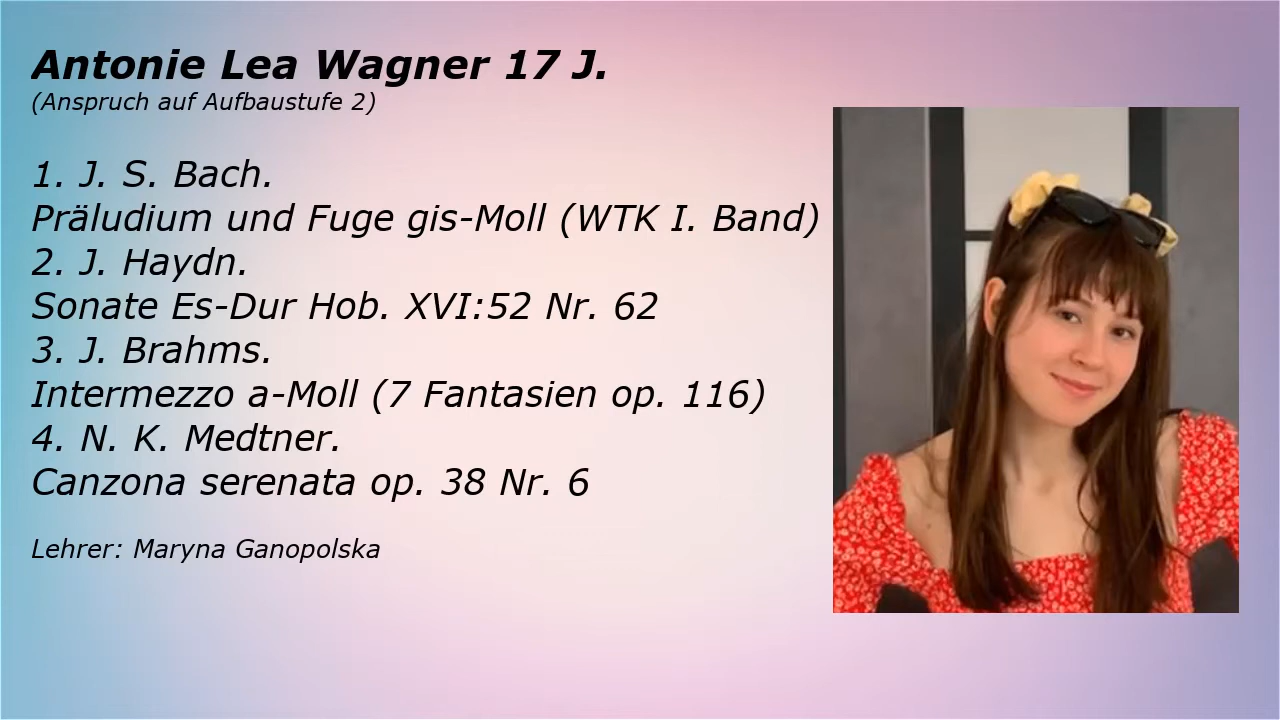 Antonie Lea Wagner 17 J.
(Anspruch auf Aufbaustufe 2)
1. J. S. Bach.
Präludium und Fuge gis-Moll (WTK I. Band)
2. J. Haydn.
Sonate Es-Dur Hob. XVI:52 Nr. 62
3. J. Brahms.
Intermezzo a-Moll (7 Fantasien op. 116)
4. N. K. Medtner.
Canzona serenata op. 38 Nr. 6
Lehrer: Maryna Ganopolska